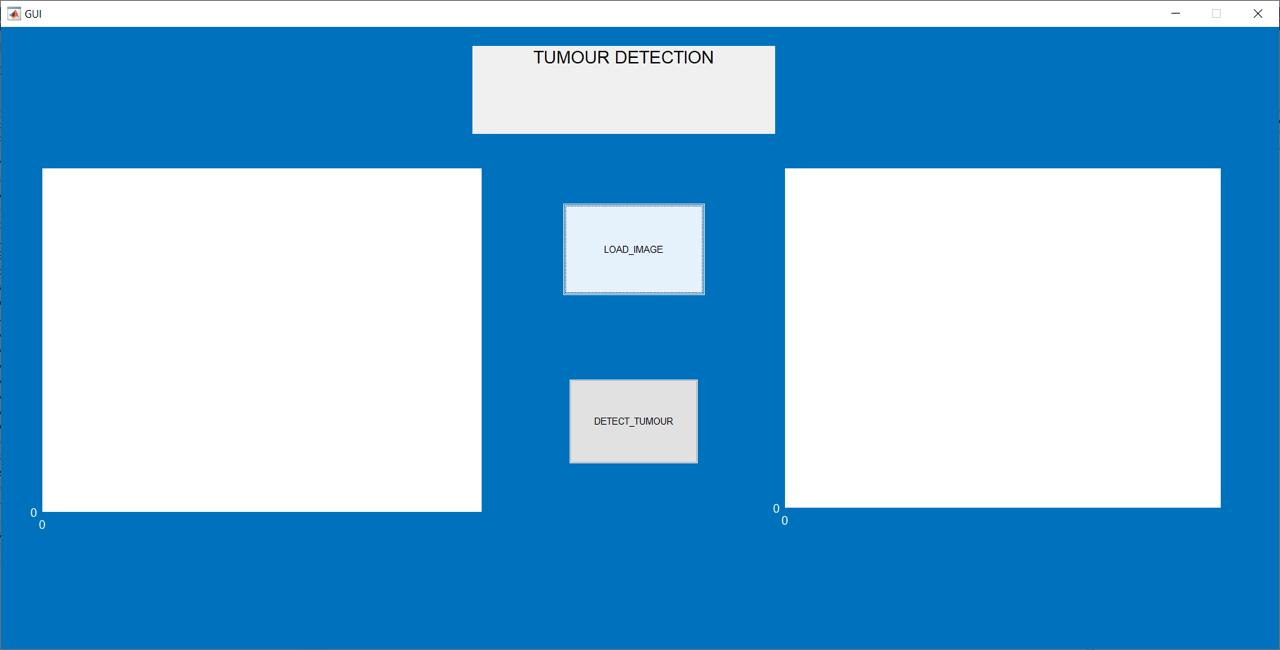 GUI
TUMOUR DETECTION
LOAD_IMAGE
DETECT_TUMOUR
0
0
0
0